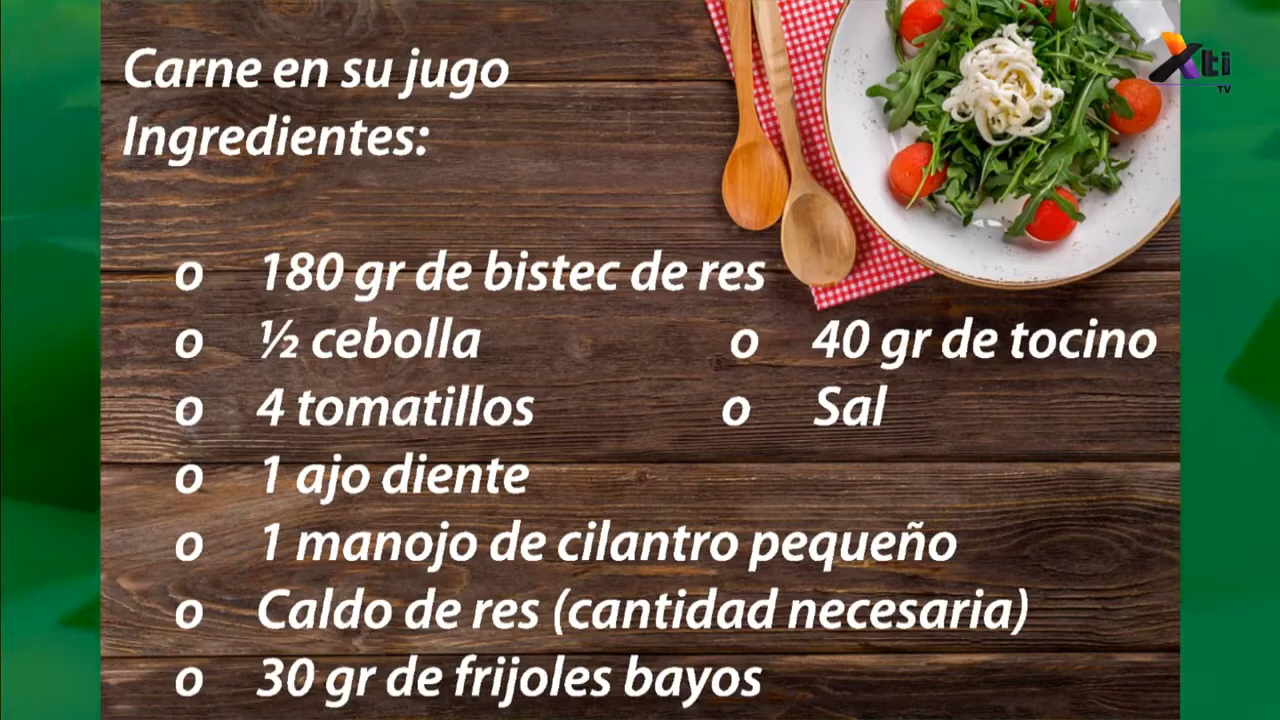 Carne en su jugo
Ingredientes:
o 180 gr de bistec de res
o ½ cebolla
o 4 tomatillos
o 1 ajo diente
o 1 manojo de cilantro pequeño
o Caldo de res (cantidad necesaria)
o 30 gr de frijoles bayos
o 40 gr de tocino
o Sal
Xti
TV